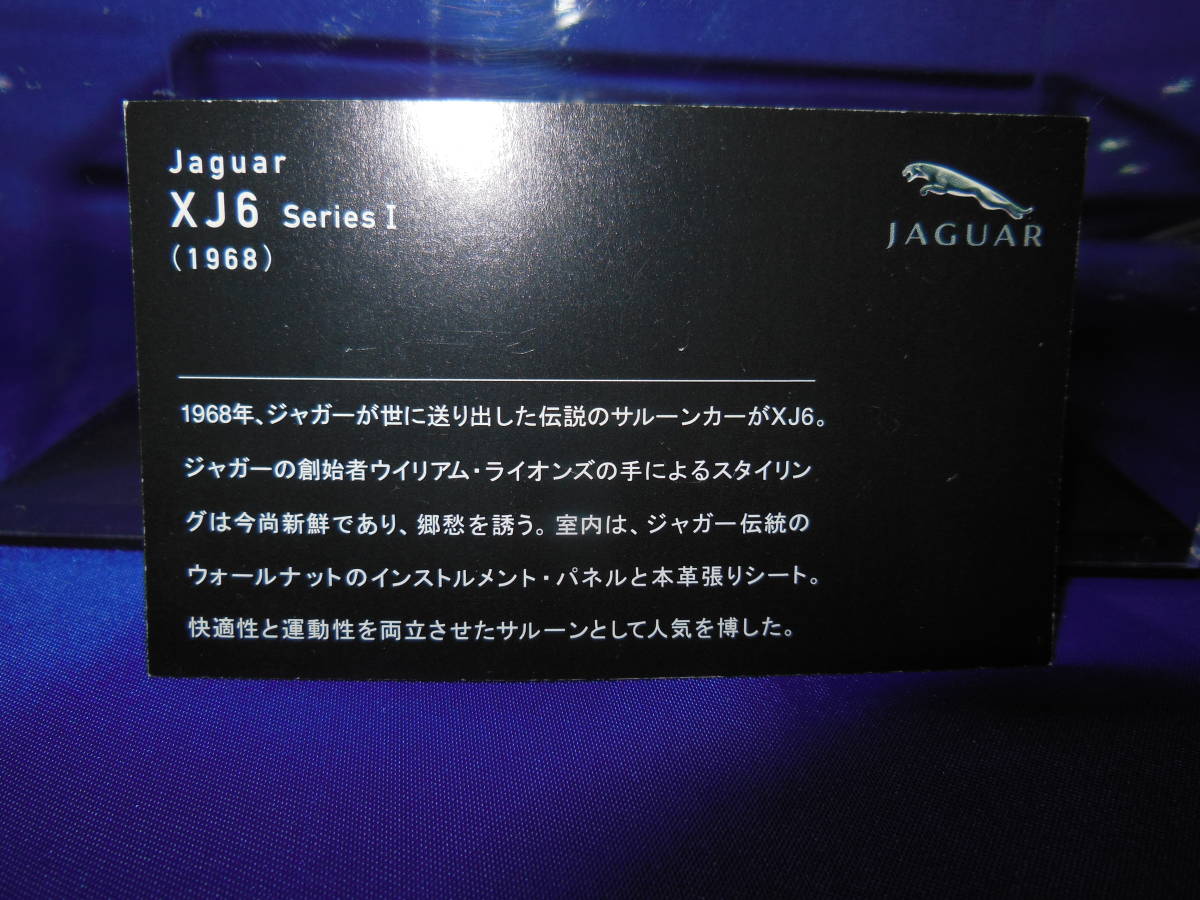 Jaguar
XJ6 Series I
(1968)
JAGUAR
1968年、ジャガーが世に送り出した伝説のサルーンカーがXJ6。
ジャガーの創始者ウイリアム・ライオンズの手によるスタイリン
グは今尚新鮮であり、郷愁を誘う。室内は、ジャガー伝統の
ウォールナットのインストルメント・パネルと本革張りシート。
快適性と運動性を両立させたサルーンとして人気を博した。